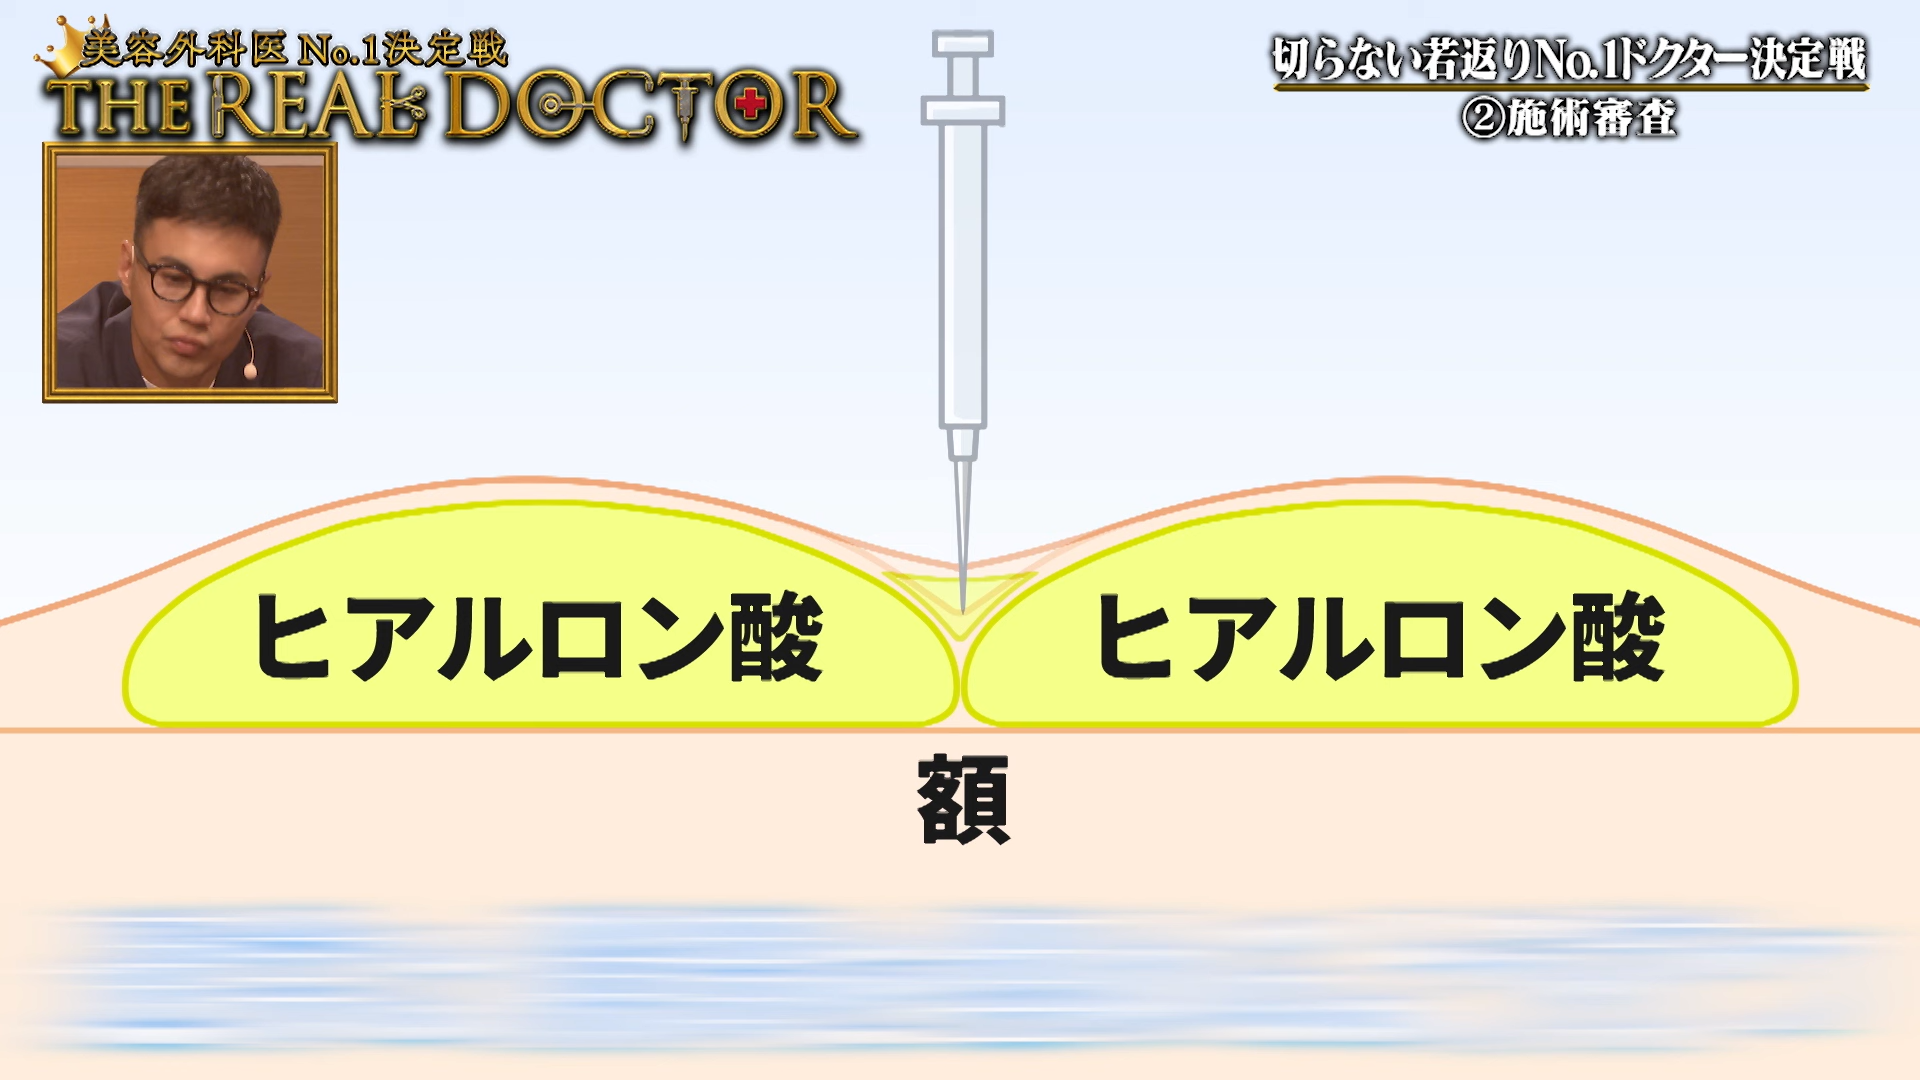 美容外科医No.1決定戦
THE REAL DOCTOR
切らない若返りNo.1ドクター決定戦
②施術審査
ヒアルロン酸
ヒアルロン酸
額